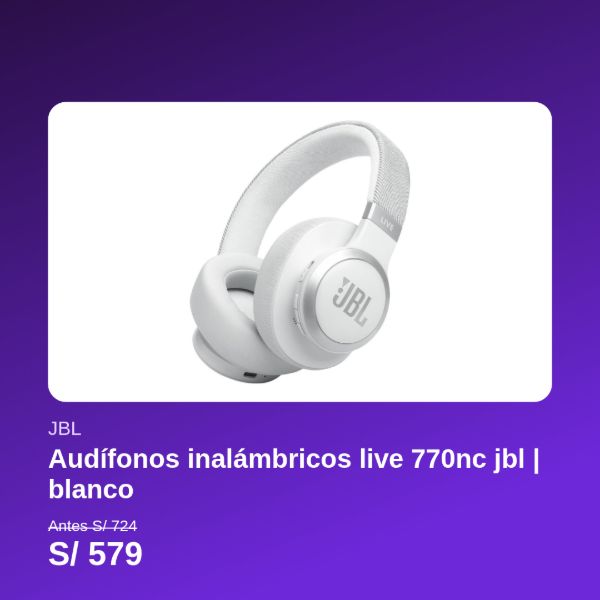 LIVE
JBL
JBL
Audífonos inalámbricos live 770nc jbl |
blanco
Antes S/ 724
S/ 579